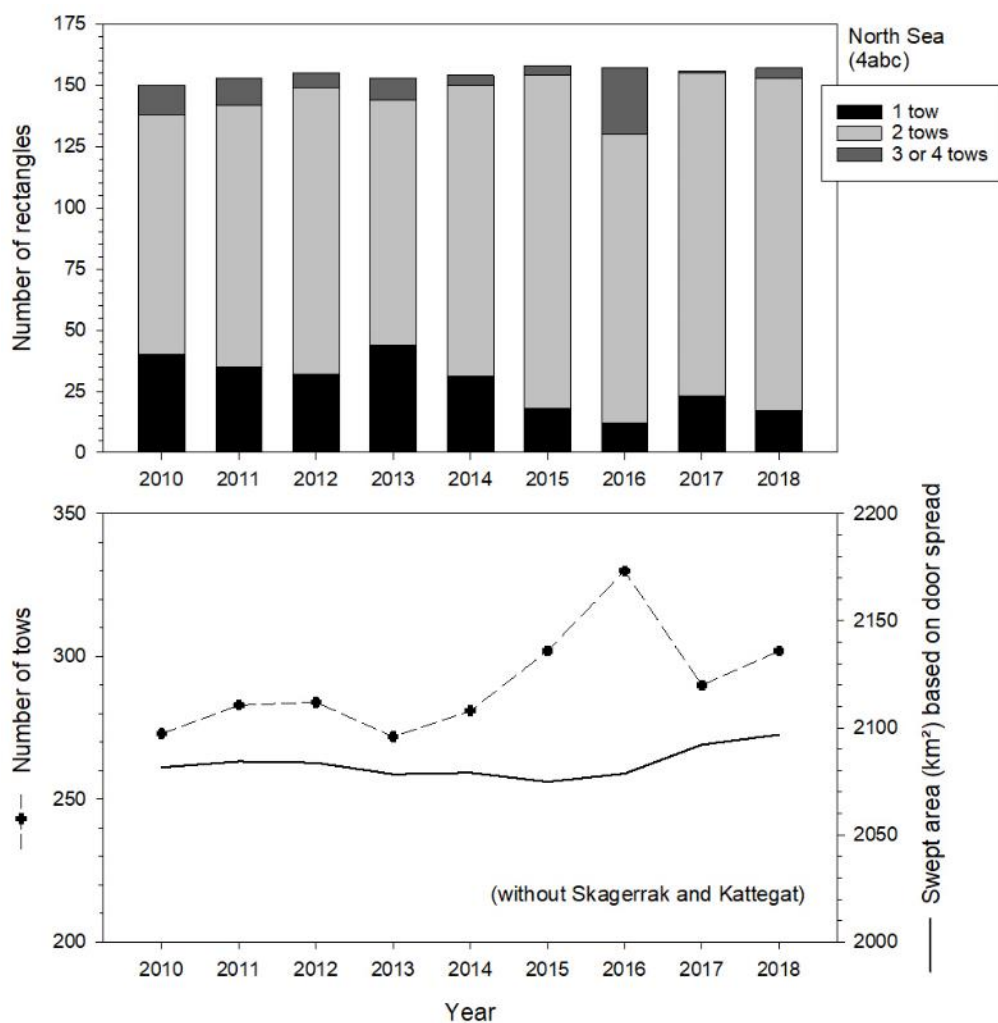 175
150
125
100
75
50
25
0
Number of rectangles
2010 2011 2012 2013 2014 2015 2016 2017 2018
North Sea
(4abc)
1 tow
2 tows
3 or 4 tows
350
300
250
200
Number of tows
2200
2150
2100
2050
2000
Swept area (km²) based on door spread
(without Skagerrak and Kattegat)
2010 2011 2012 2013 2014 2015 2016 2017 2018
Year